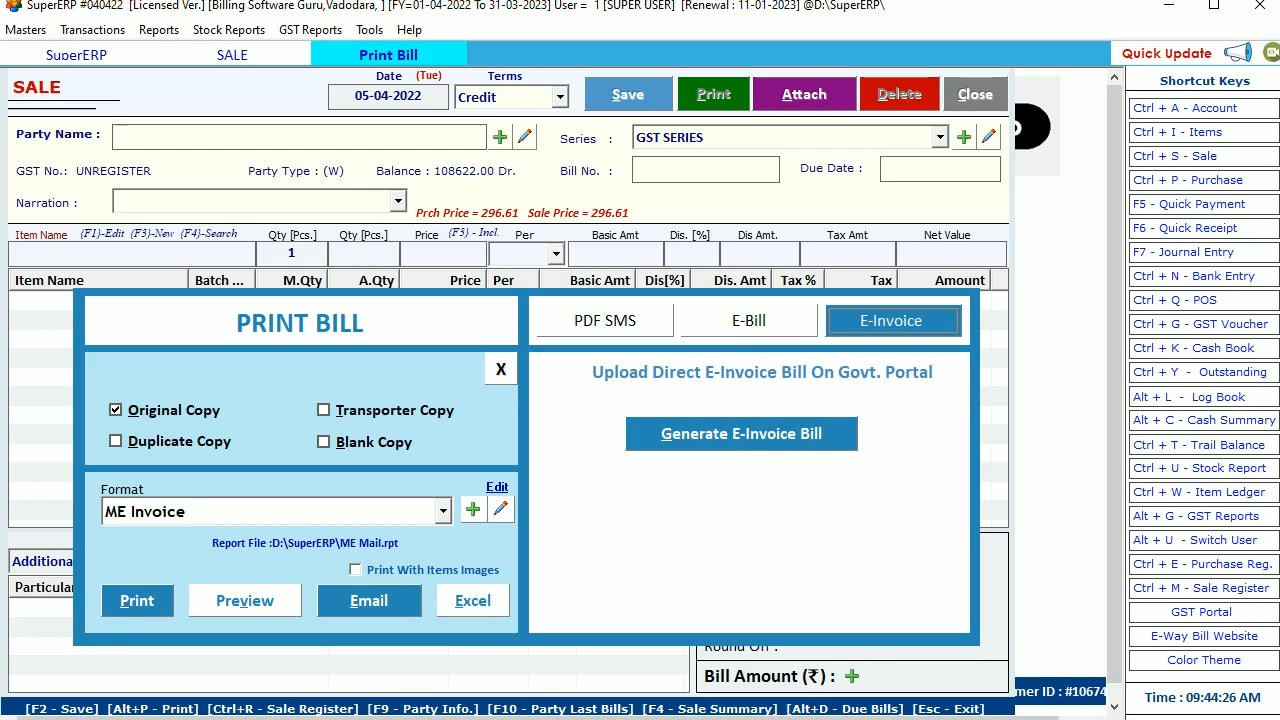 SuperERP #040422 [Licensed Ver.] [Billing Software Guru,Vadodara, ] [FY=01-04-2022 To 31-03-2023] User = 1 [SUPER USER] [Renewal : 11-01-2023] @D:\SuperERP\
Masters Transactions Reports Stock Reports GST Reports Tools Help
SuperERP SALE Print Bill Quick Update
SALE
Date (Tue) Terms
05-04-2022 Credit Save Print Attach Delete Close
Party Name : Series : GST SERIES
GST No.: UNREGISTER Party Type : (W) Balance : 108622.00 Dr. Bill No. : Due Date :
Narration :
Prch Price = 296.61 Sale Price = 296.61
Item Name {F1}-Edit {F3}-New {F4}-Search Qty [Pcs.] Qty [Pcs.] Price {F3} - Incl. Per Basic Amt Dis. [%] Dis Amt. Tax Amt Net Value
1
Item Name Batch ... M.Qty A.Qty Price Per Basic Amt Dis[%] Dis. Amt Tax % Tax Amount
PRINT BILL
X
Original Copy Transporter Copy
Duplicate Copy Blank Copy
Format Edit
ME Invoice
Report File :D:\SuperERP\ME Mail.rpt
Print With Items Images
Print Preview Email Excel
PDF SMS E-Bill E-Invoice
Upload Direct E-Invoice Bill On Govt. Portal
Generate E-Invoice Bill
Additiona
Particular
Round Off :
Bill Amount (₹) :
mer ID : #10674
Shortcut Keys
Ctrl + A - Account
Ctrl + I - Items
Ctrl + S - Sale
Ctrl + P - Purchase
F5 - Quick Payment
F6 - Quick Receipt
F7 - Journal Entry
Ctrl + N - Bank Entry
Ctrl + Q - POS
Ctrl + G - GST Voucher
Ctrl + K - Cash Book
Ctrl + Y - Outstanding
Alt + L - Log Book
Alt + C - Cash Summary
Ctrl + T - Trail Balance
Ctrl + U - Stock Report
Ctrl + W - Item Ledger
Alt + G - GST Reports
Alt + U - Switch User
Ctrl + E - Purchase Reg.
Ctrl + M - Sale Register
GST Portal
E-Way Bill Website
Color Theme
Time : 09:44:26 AM
[F2 - Save] [Alt+P - Print] [Ctrl+R - Sale Register] [F9 - Party Info.] [F10 - Party Last Bills] [F4 - Sale Summary] [Alt+D - Due Bills] [Esc - Exit]